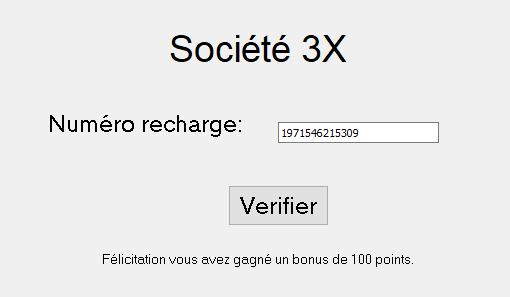 Société 3X
Numéro recharge:
1971546215309
Verifier
Félicitation vous avez gagné un bonus de 100 points.